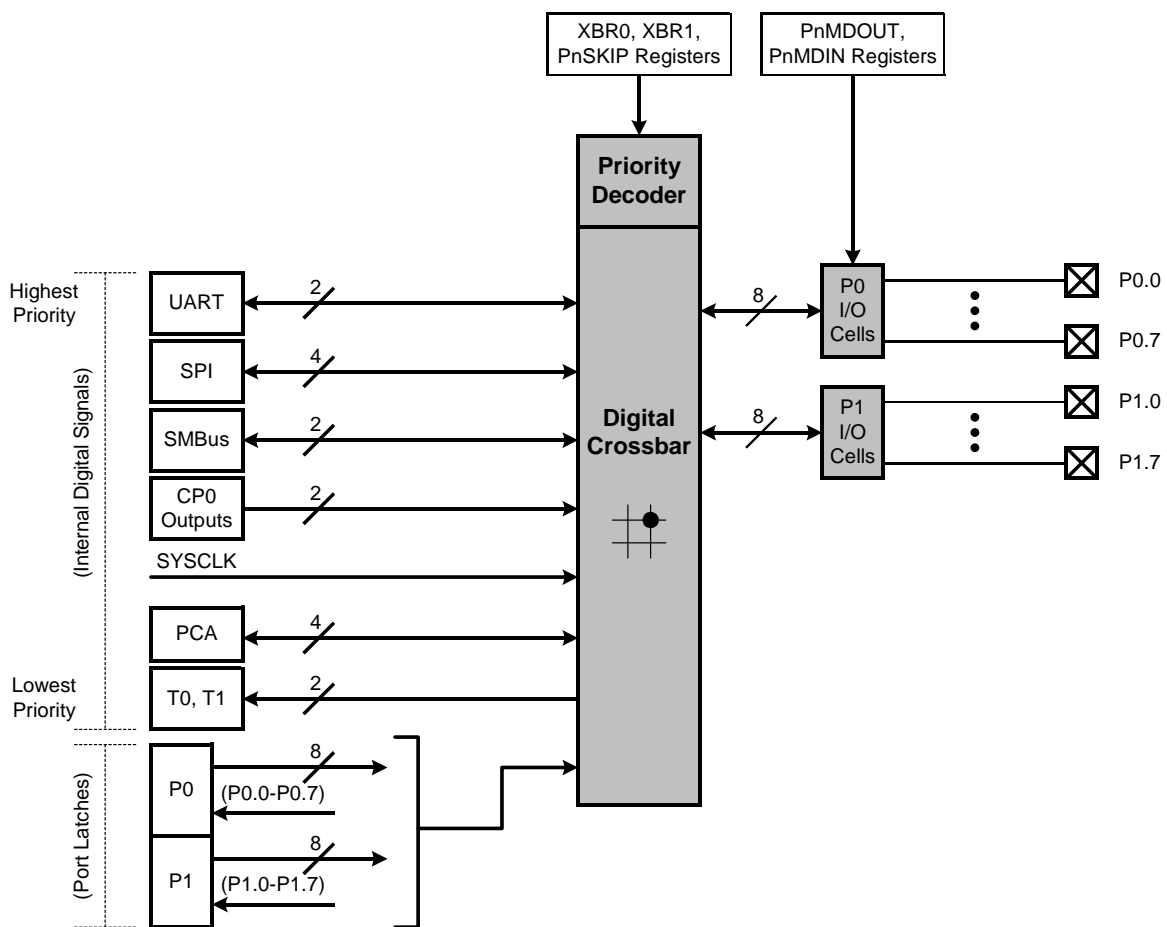 XBR0, XBR1,
PnSKIP Registers
PnMDOUT,
PnMDIN Registers
Priority
Decoder
Highest
Priority
UART
2
SPI
4
SMBus
2
CP0
Outputs
2
SYSCLK
PCA
4
Lowest
Priority
T0, T1
2
(Internal Digital Signals)
Digital
Crossbar
8
P0
I/O
Cells
P0.0
P0.7
8
P1
I/O
Cells
P1.0
P1.7
(Port Latches)
P0
8
(P0.0-P0.7)
P1
8
(P1.0-P1.7)